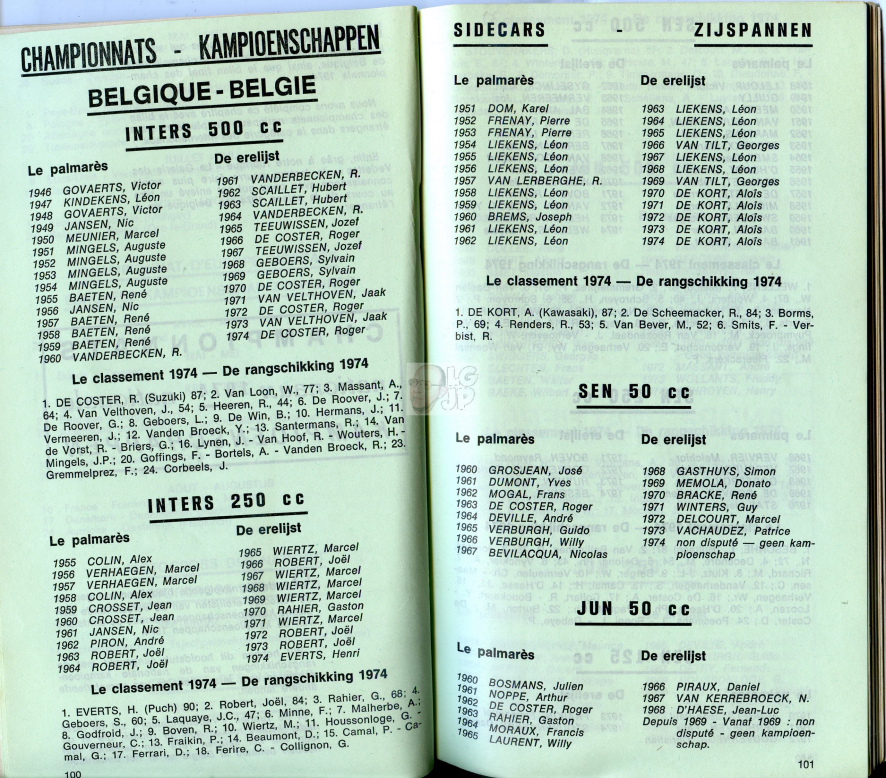 CHAMPIONNATS - KAMPIOENSCHAPPEN
BELGIQUE - BELGIE
INTERS 500 cc
Le palmarès
1946 GOVAERTS, Victor
1947 KINDEKENS, Léon
1948 GOVAERTS, Victor
1949 JANSEN, Nic
1950 MEUNIER, Marcel
1951 MINGELS, Auguste
1952 MINGELS, Auguste
1953 MINGELS, Auguste
1954 MINGELS, Auguste
1955 BAETEN, René
1956 JANSEN, Nic
1957 BAETEN, René
1958 BAETEN, René
1959 BAETEN, René
1960 VANDERBECKEN, R.
De erelijst
1961 VANDERBECKEN, R.
1962 SCAILLET, Hubert
1963 SCAILLET, Hubert
1964 VANDERBECKEN, R.
1965 TEEUWISSEN, Jozef
1966 DE COSTER, Roger
1967 TEEUWISSEN, Jozef
1968 GEBOERS, Sylvain
1969 GEBOERS, Sylvain
1970 DE COSTER, Roger
1971 VAN VELTHOVEN, Jaak
1972 DE COSTER, Roger
1973 VAN VELTHOVEN, Jaak
1974 DE COSTER, Roger
Le classement 1974 — De rangschikking 1974
1. DE COSTER, R. (Suzuki) 87; 2. Van Loon, W., 77; 3. Massant, A.,
64; 4. Van Velthoven, J., 54; 5. Heeren, R., 44; 6. De Roover, J.; 7.
De Roover, G.; 8. Geboers, L.; 9. De Win, B.; 10. Hermans, J.; 11.
Vermeeren, J.; 12. Vanden Broeck, Y.; 13. Santermans, R.; 14. Van
de Vorst, R. - Briers, G.; 16. Lynen, J. - Van Hoof, R. - Wouters, H. -
Mingels, J.P.; 20. Goffings, F. - Bortels, A. - Vanden Broeck, R.; 23.
Gremmelprez, F.; 24. Corbeels, J.
INTERS 250 cc
Le palmarès
1955 COLIN, Alex
1956 VERHAEGEN, Marcel
1957 VERHAEGEN, Marcel
1958 COLIN, Alex
1959 CROSSET, Jean
1960 CROSSET, Jean
1961 JANSEN, Nic
1962 PIRON, André
1963 ROBERT, Joël
1964 ROBERT, Joël
De erelijst
1965 WIERTZ, Marcel
1966 ROBERT, Joël
1967 WIERTZ, Marcel
1968 WIERTZ, Marcel
1969 WIERTZ, Marcel
1970 RAHIER, Gaston
1971 WIERTZ, Marcel
1972 ROBERT, Joël
1973 ROBERT, Joël
1974 EVERTS, Henri
Le classement 1974 — De rangschikking 1974
1. EVERTS, H. (Puch) 90; 2. Robert, Joël, 84; 3. Rahier, G., 68; 4.
Geboers, S., 60; 5. Laquaye, J.C., 47; 6. Minne, F.; 7. Malherbe, A.;
8. Godfroid, J.; 9. Boven, R.; 10. Wiertz, M.; 11. Houssonloge, G. -
Gouverneur, C.; 13. Fraikin, P.; 14. Beaumont, D.; 15. Camal, P. - Ca-
mal, G.; 17. Ferrari, D.; 18. Ferire, C. - Collignon, G.
100
SIDECARS - ZIJSPANNEN
Le palmarès
1951 DOM, Karel
1952 FRENAY, Pierre
1953 FRENAY, Pierre
1954 LIEKENS, Léon
1955 LIEKENS, Léon
1956 LIEKENS, Léon
1957 VAN LERBERGHE, R.
1958 LIEKENS, Léon
1959 LIEKENS, Léon
1960 BREMS, Joseph
1961 LIEKENS, Léon
1962 LIEKENS, Léon
De erelijst
1963 LIEKENS, Léon
1964 LIEKENS, Léon
1965 LIEKENS, Léon
1966 VAN TILT, Georges
1967 LIEKENS, Léon
1968 LIEKENS, Léon
1969 VAN TILT, Georges
1970 DE KORT, Aloïs
1971 DE KORT, Aloïs
1972 DE KORT, Aloïs
1973 DE KORT, Aloïs
1974 DE KORT, Aloïs
Le classement 1974 — De rangschikking 1974
1. DE KORT, A. (Kawasaki), 87; 2. De Scheemacker, R., 84; 3. Borms,
P., 69; 4. Renders, R., 53; 5. Van Bever, M., 52; 6. Smits, F. - Ver-
bist, R.
SEN 50 cc
Le palmarès
1960 GROSJEAN, José
1961 DUMONT, Yves
1962 MOGAL, Frans
1963 DE COSTER, Roger
1964 DEVILLE, André
1965 VERBURGH, Guido
1966 VERBURGH, Willy
1967 BEVILACQUA, Nicolas
De erelijst
1968 GASTHUYS, Simon
1969 MEMOLA, Donato
1970 BRACKE, René
1971 WINTERS, Guy
1972 DELCOURT, Marcel
1973 VACHAUDEZ, Patrice
1974 non disputé — geen kam-
pioenschap
JUN 50 cc
Le palmarès
1960 BOSMANS, Julien
1961 NOPPE, Arthur
1962 DE COSTER, Roger
1963 RAHIER, Gaston
1964 MORAUX, Francis
1965 LAURENT, Willy
De erelijst
1966 PIRAUX, Daniel
1967 VAN KERREBROECK, N.
1968 D'HAESE, Jean-Luc
Depuis 1969 - Vanaf 1969 : non
disputé - geen kampioen-
schap.
101
LG
JP